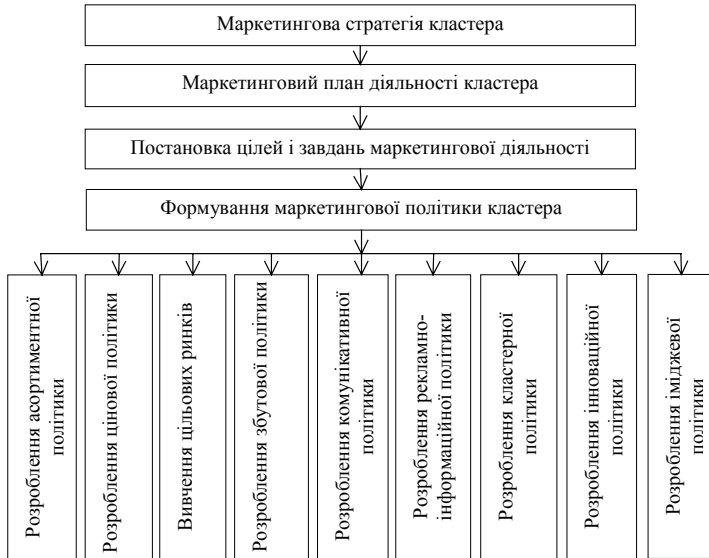 Маркетингова стратегія кластера
Маркетинговий план діяльності кластера
Постановка цілей і завдань маркетингової діяльності
Формування маркетингової політики кластера
Розроблення асортиментної
політики
Розроблення цінової політики
Вивчення цільових ринків
Розроблення збутової політики
Розроблення комунікативної
політики
Розроблення рекламно-
інформаційної політики
Розроблення кластерної
політики
Розроблення інноваційної
політики
Розроблення іміджевої
політики